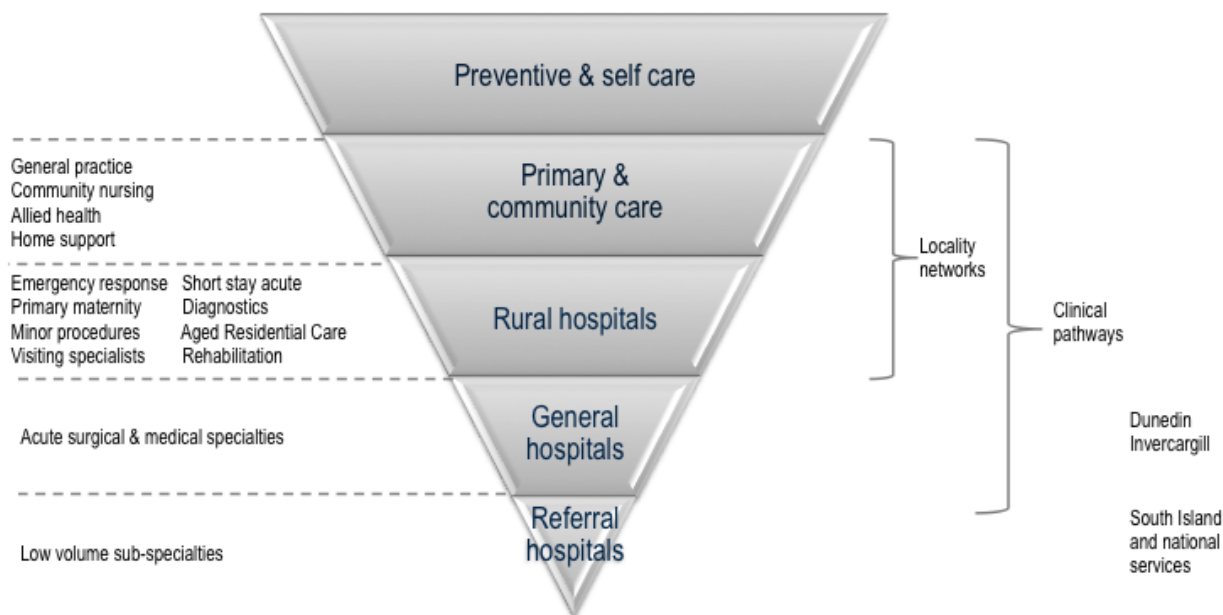 Preventive & self care
General practice
Community nursing
Allied health
Home support
Primary &
community care
Locality
networks
Clinical
pathways
Emergency response Short stay acute
Primary maternity Diagnostics
Minor procedures Aged Residential Care
Visiting specialists Rehabilitation
Rural hospitals
Acute surgical & medical specialties
General
hospitals
Dunedin
Invercargill
Low volume sub-specialties
Referral
hospitals
South Island
and national
services